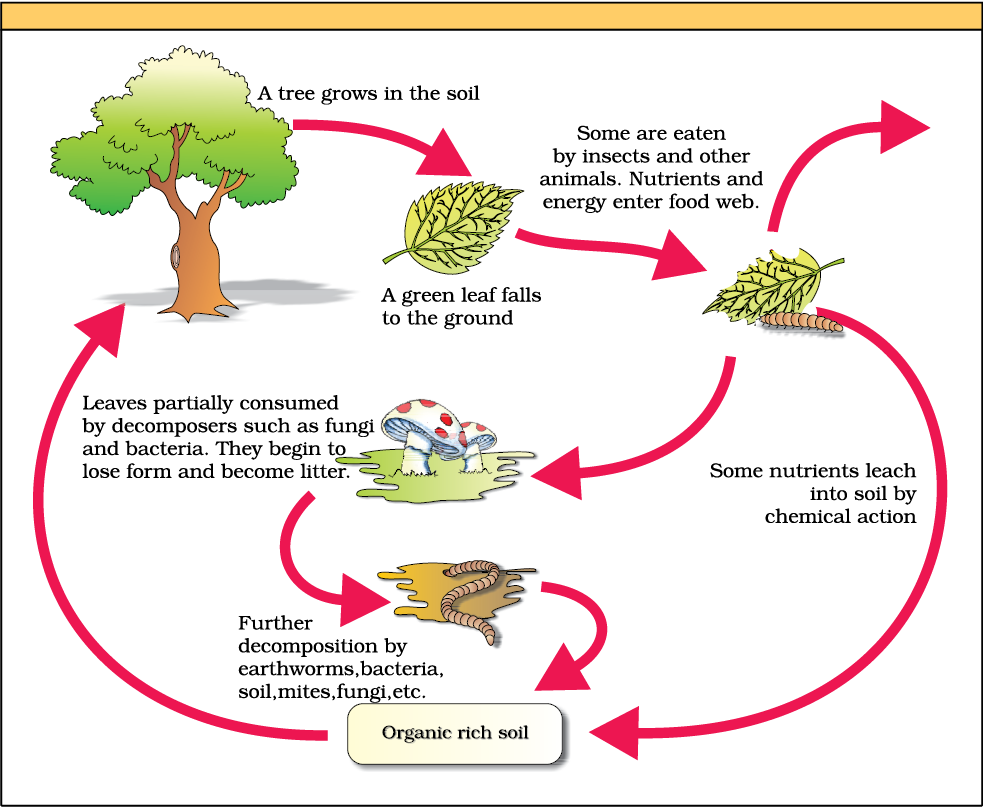 A tree grows in the soil
Some are eaten
by insects and other
animals. Nutrients and
energy enter food web.
A green leaf falls
to the ground
Leaves partially consumed
by decomposers such as fungi
and bacteria. They begin to
lose form and become litter.
Some nutrients leach
into soil by
chemical action
Further
decomposition by
earthworms,bacteria,
soil,mites,fungi,etc.
Organic rich soil